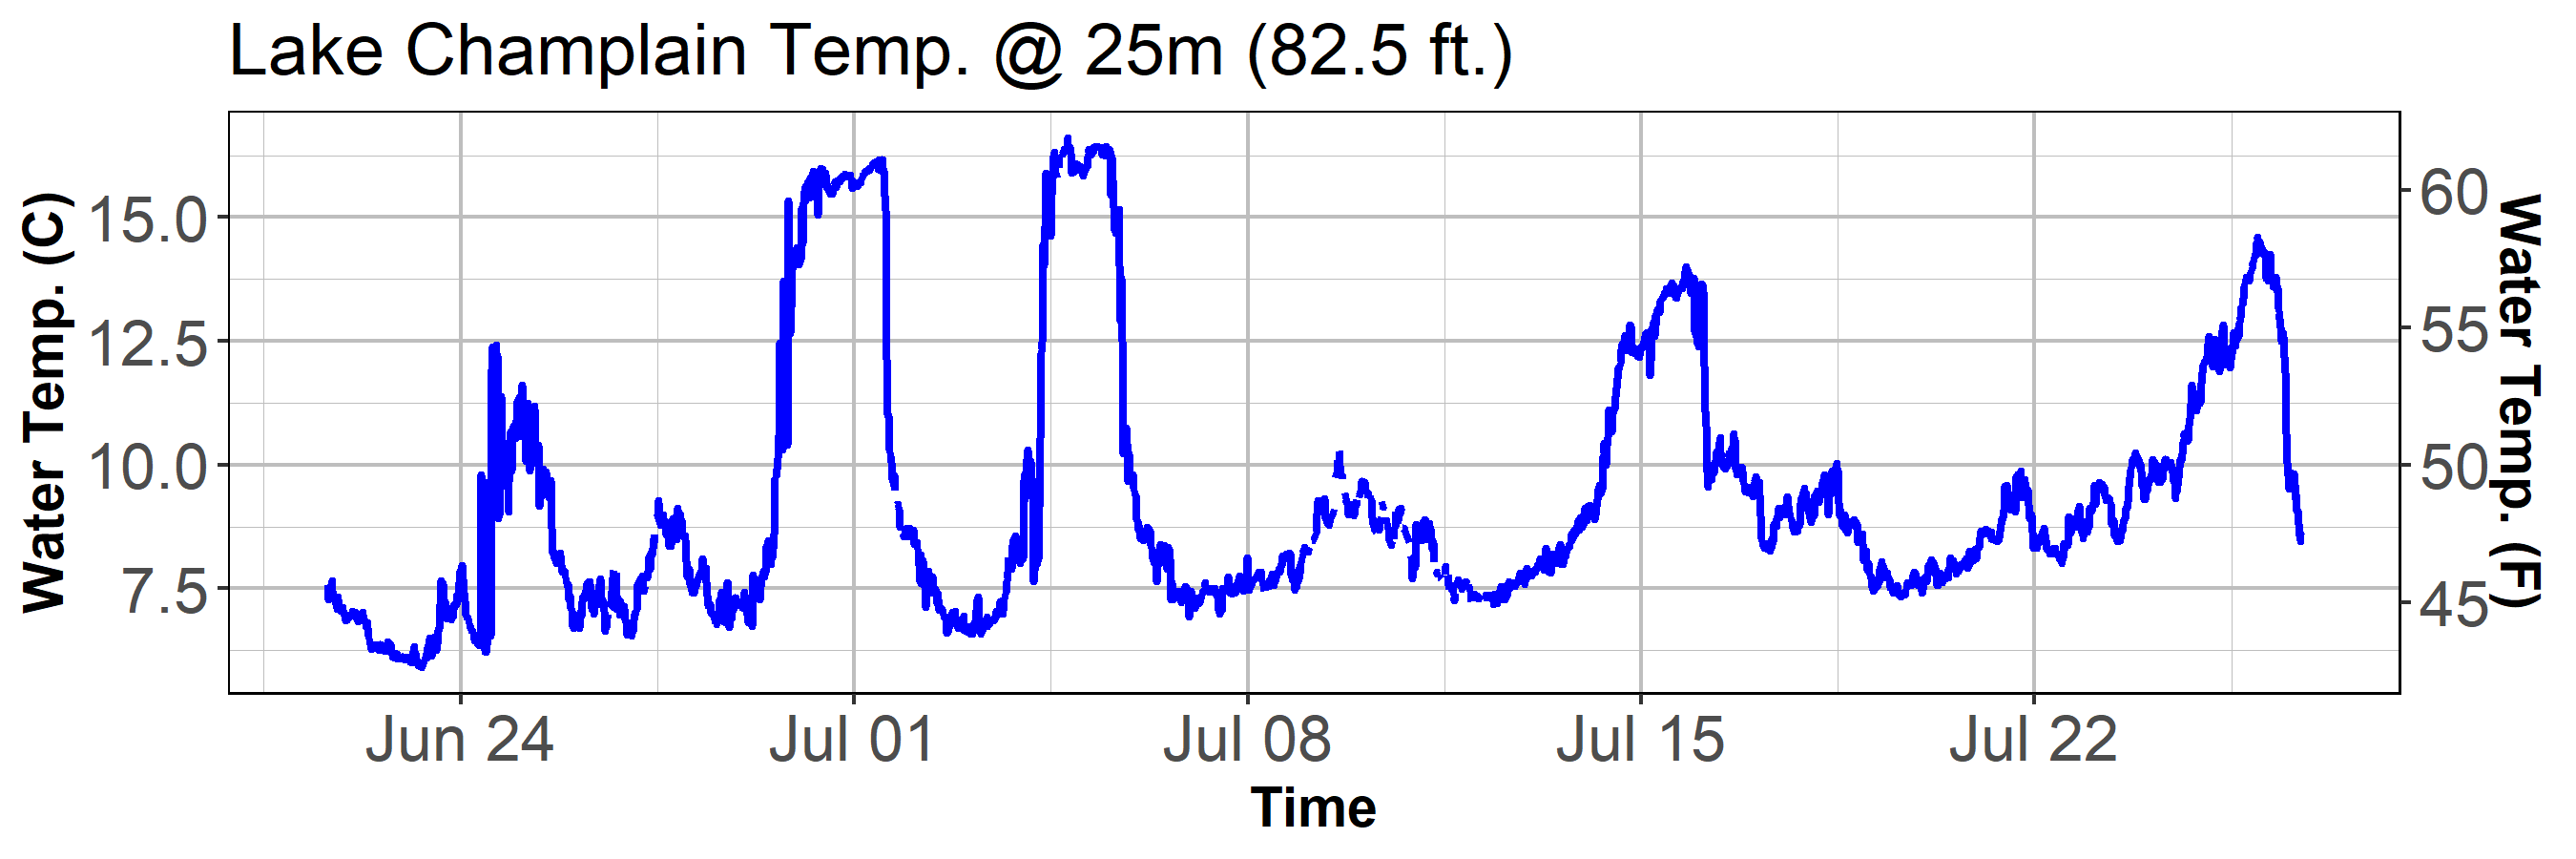 Lake Champlain Temp. @ 25m (82.5 ft.)
Water Temp. (C)
15.0
12.5
10.0
7.5
60
55
50
45
Water Temp. (F)
Jun 24 Jul 01 Jul 08 Jul 15 Jul 22
Time